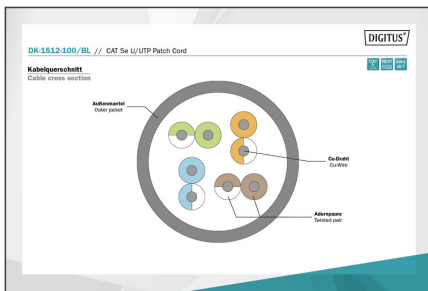 DIGITUS®
DK-1512-100/BL // CAT 5e U/UTP Patch Cord
Kabelquerschnitt
Cable cross section
Außenmantel
Outer jacket
Cu-Draht
Cu-Wire
Adernpaare
Twisted pair